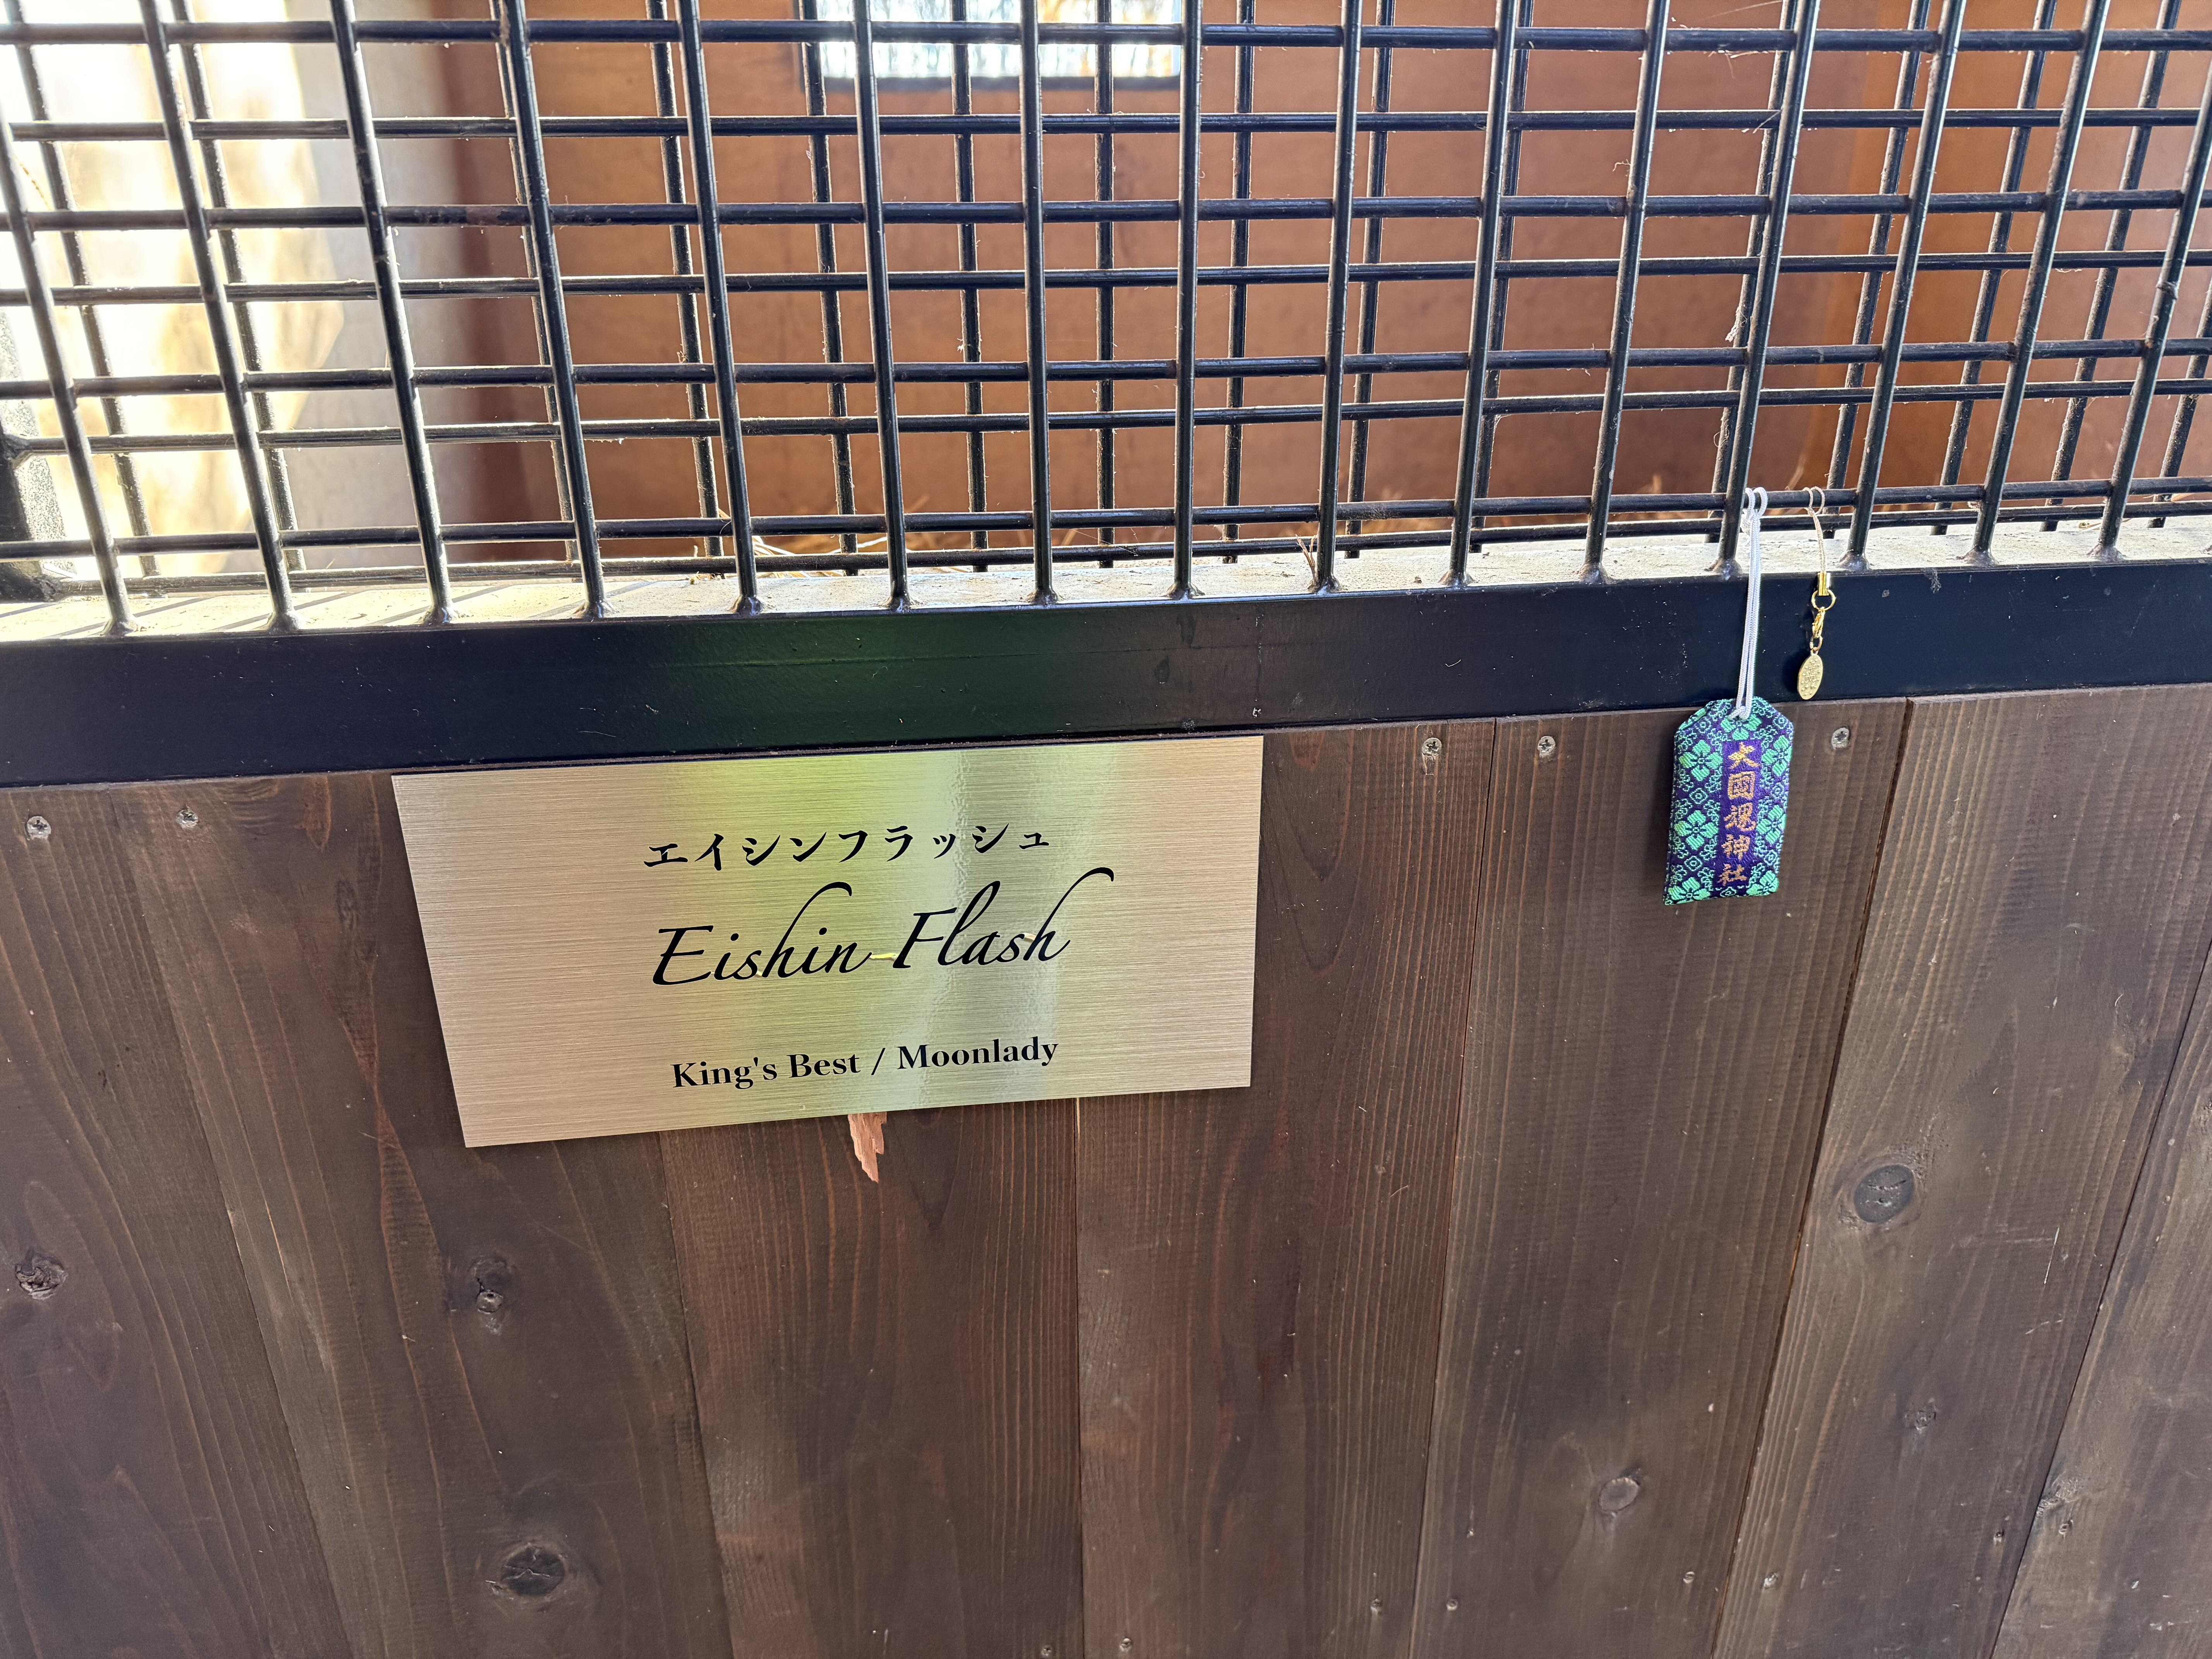 エイシンフラッシュ
Eishin Flash
King's Best / Moonlady
大國魂神社